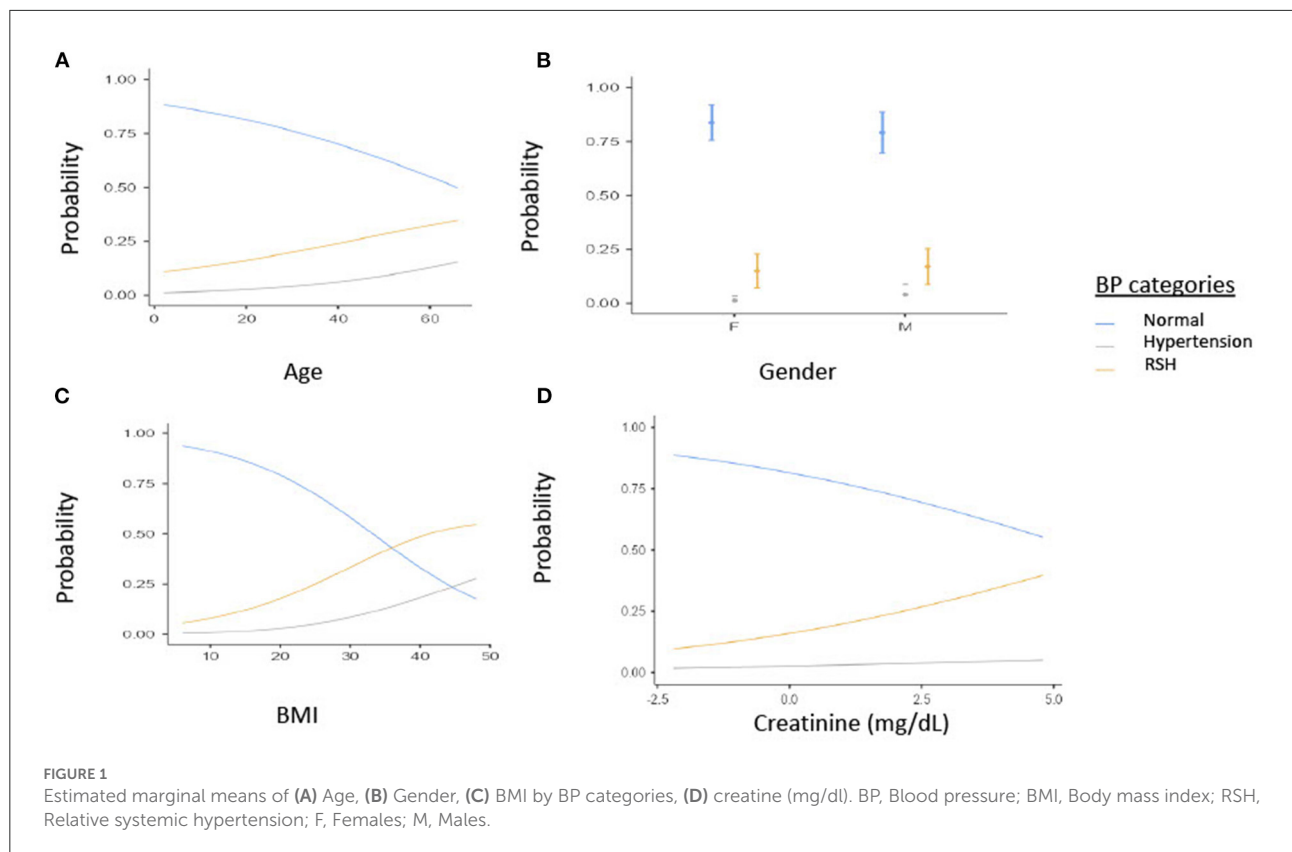 A
1.00
0.75
0.50
0.25
0.00
Probability
0 20 40 60
Age
B
1.00
0.75
0.50
0.25
0.00
Probability
F M
Gender
BP categories
Normal
Hypertension
RSH
C
1.00
0.75
0.50
0.25
0.00
Probability
10 20 30 40 50
BMI
D
1.00
0.75
0.50
0.25
0.00
Probability
-2.5 0.0 2.5 5.0
Creatinine (mg/dL)
FIGURE 1
Estimated marginal means of (A) Age, (B) Gender, (C) BMI by BP categories, (D) creatine (mg/dl). BP, Blood pressure; BMI, Body mass index; RSH,
Relative systemic hypertension; F, Females; M, Males.